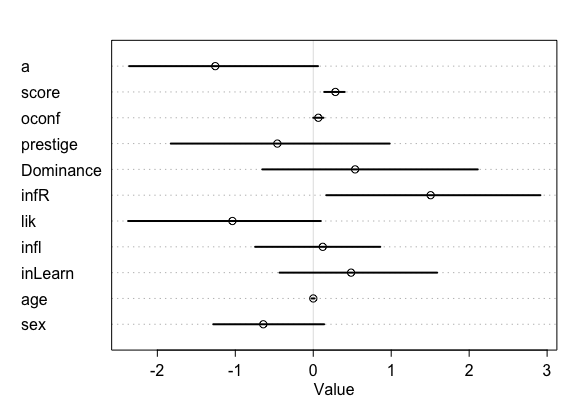 a
score
oconf
prestige
Dominance
infR
lik
infl
inLearn
age
sex
-2 -1 0 1 2 3
Value